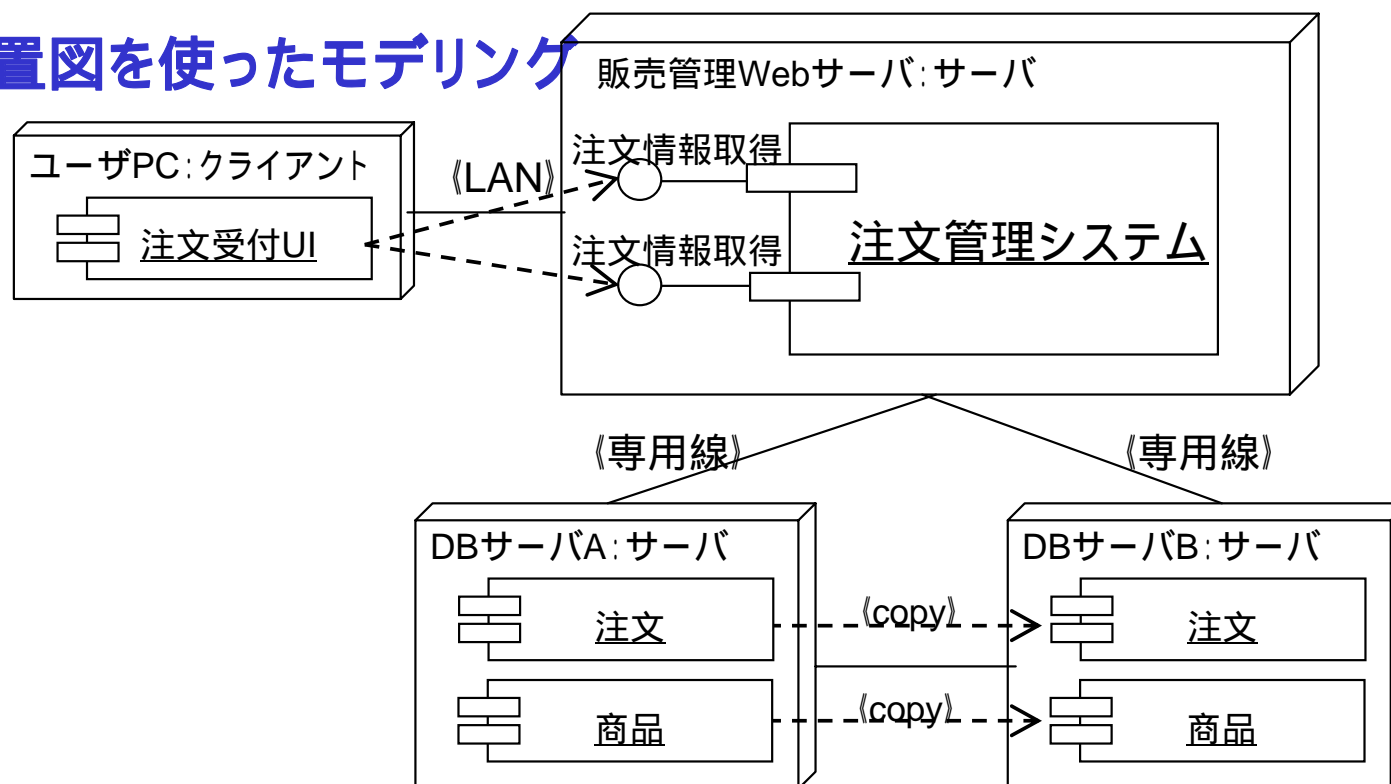 置図を使ったモデリング
販売管理Webサーバ:サーバ
ユーザPC:クライアント
《LAN》
注文情報取得
注文受付UI
注文情報取得
注文管理システム
《専用線》
《専用線》
DBサーバA:サーバ
DBサーバB:サーバ
注文
《copy》
注文
商品
《copy》
商品